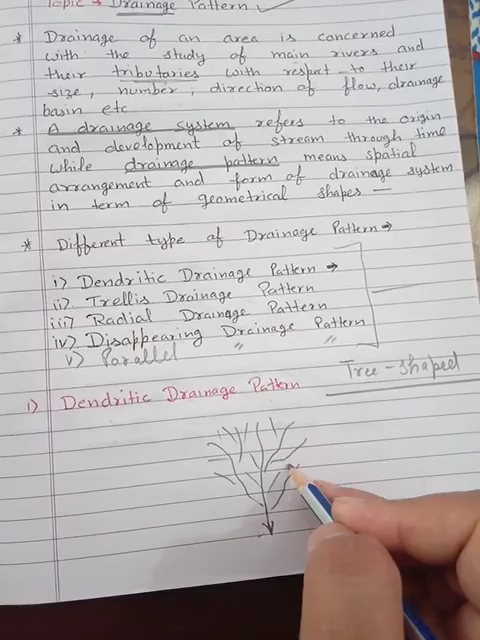 Topic → Drainage Pattern
* Drainage of an area is concerned
with the study of main rivers and
their tributaries with respect to their
size, number, direction of flow, drainage
basin etc
* A drainage system refers to the origin
and development of stream through time
while drainage pattern means spatial
arrangement and form of drainage system
in term of geometrical shapes —
* Different type of Drainage Pattern →
i) Dendritic Drainage Pattern →
ii) Trellis Drainage Pattern
iii) Radial Drainage Pattern
iv) Disappearing Drainage Pattern
v) Parallel " "
Tree-shaped
i) Dendritic Drainage Pattern